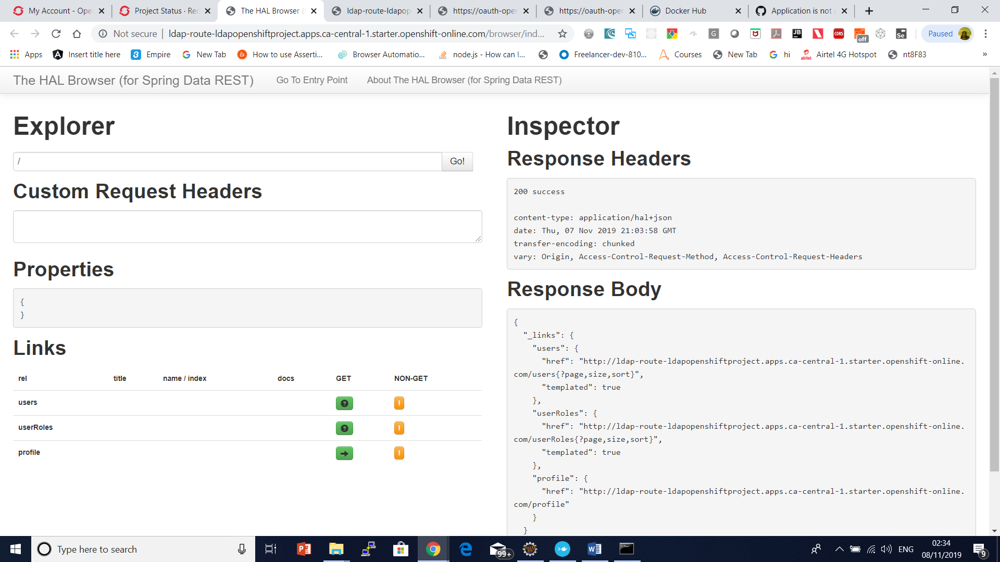 My Account - Ope
Project Status · Rec
The HAL Browser (
ldap-route-ldapop
https://oauth-oper
https://oauth-oper
Docker Hub
Application is not a
Not secure
ldap-route-ldapopenshiftproject.apps.ca-central-1.starter.openshift-online.com/browser/ind...
G
JB
CORS
off
Se
Paused
Apps
Insert title here
Empire
New Tab
How to use Asserti...
Browser Automatio...
node.js - How can I...
Freelancer-dev-810...
Courses
New Tab
hi
airtel
Airtel 4G Hotspot
nt8F83
»
The HAL Browser (for Spring Data REST)
Go To Entry Point
About The HAL Browser (for Spring Data REST)
Explorer
/
Go!
Custom Request Headers
Properties
{
}
Links
rel title name / index docs GET NON-GET
users
userRoles
profile
Inspector
Response Headers
200 success
content-type: application/hal+json
date: Thu, 07 Nov 2019 21:03:58 GMT
transfer-encoding: chunked
vary: Origin, Access-Control-Request-Method, Access-Control-Request-Headers
Response Body
{
"_links": {
"users": {
"href": "http://ldap-route-ldapopenshiftproject.apps.ca-central-1.starter.openshift-online.
com/users{?page,size,sort}",
"templated": true
},
"userRoles": {
"href": "http://ldap-route-ldapopenshiftproject.apps.ca-central-1.starter.openshift-online.
com/userRoles{?page,size,sort}",
"templated": true
},
"profile": {
"href": "http://ldap-route-ldapopenshiftproject.apps.ca-central-1.starter.openshift-online.
com/profile"
}
}
Type here to search
99+
ENG
02:34
08/11/2019
9